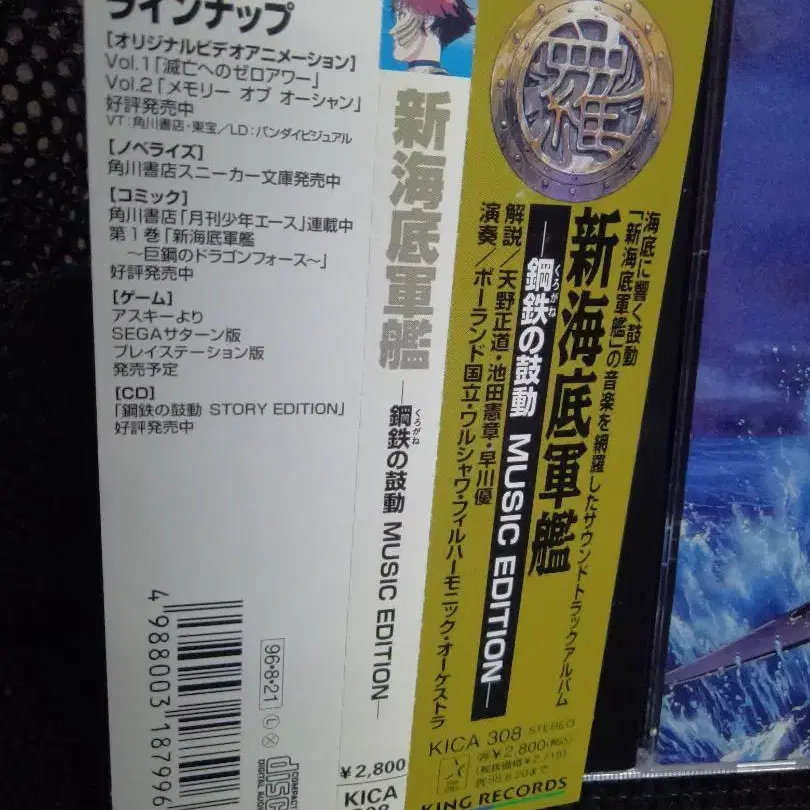 ラインナップ
[オリジナルビデオアニメーション]
Vol.1「滅亡へのゼロアワー」
Vol.2「メモリー オブ オーシャン」
好評発売中
VT:角川書店・東宝/LD:バンダイビジュアル
[ノベライズ]
角川書店スニーカー文庫発売中
[コミック]
角川書店「月刊少年エース」連載中
第1巻「新海底軍艦
〜巨鋼のドラゴンフォース〜」
好評発売中
[ゲーム]
アスキーより
SEGAサターン版
プレイステーション版
発売予定
[CD]
「鋼鉄の鼓動 STORY EDITION」
好評発売中
4 988003 187996
96・8・21
COMPACT
disc
DIGITAL AUDIO
新海底軍艦
くろがね
―鋼鉄の鼓動 MUSIC EDITION―
¥2,800
KICA
308
羅
海底に響く鼓動
「新海底軍艦」の音楽を網羅したサウンドトラックアルバム
新海底軍艦
くろがね
―鋼鉄の鼓動 MUSIC EDITION―
解説/天野正道・池田憲章・早川優
演奏/ポーランド国立・ワルシャワ・フィルハーモニック・オーケストラ
KICA 308 STEREO
¥2,800(税込)
(税抜価格¥2,718)
KING RECORDS